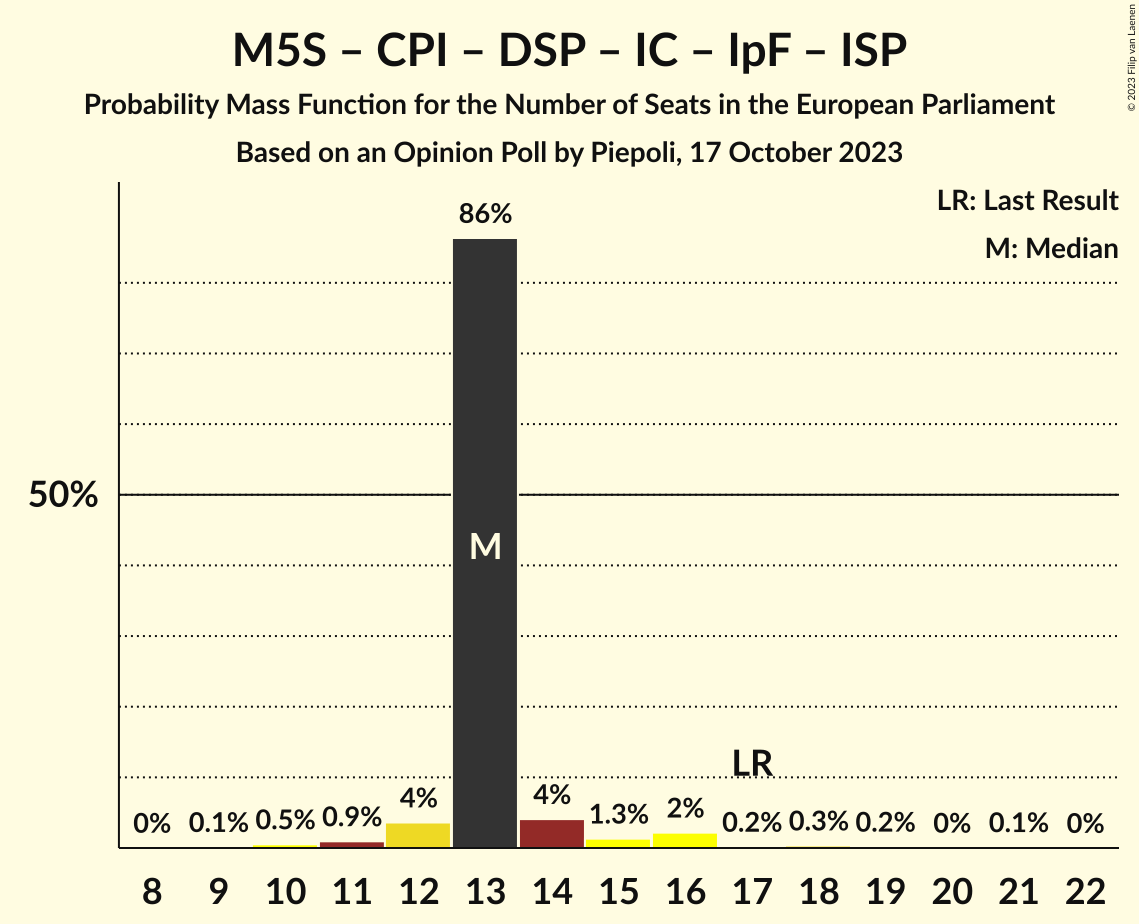 M5S – CPI – DSP – IC – IpF – ISP
Probability Mass Function for the Number of Seats in the European Parliament
Based on an Opinion Poll by Piepoli, 17 October 2023
© 2023 Filip van Laenen
LR: Last Result
M: Median
86%
50%
M
LR
0% 0.1% 0.5% 0.9% 4% 4% 1.3% 2% 0.2% 0.3% 0.2% 0% 0.1% 0%
8 9 10 11 12 13 14 15 16 17 18 19 20 21 22